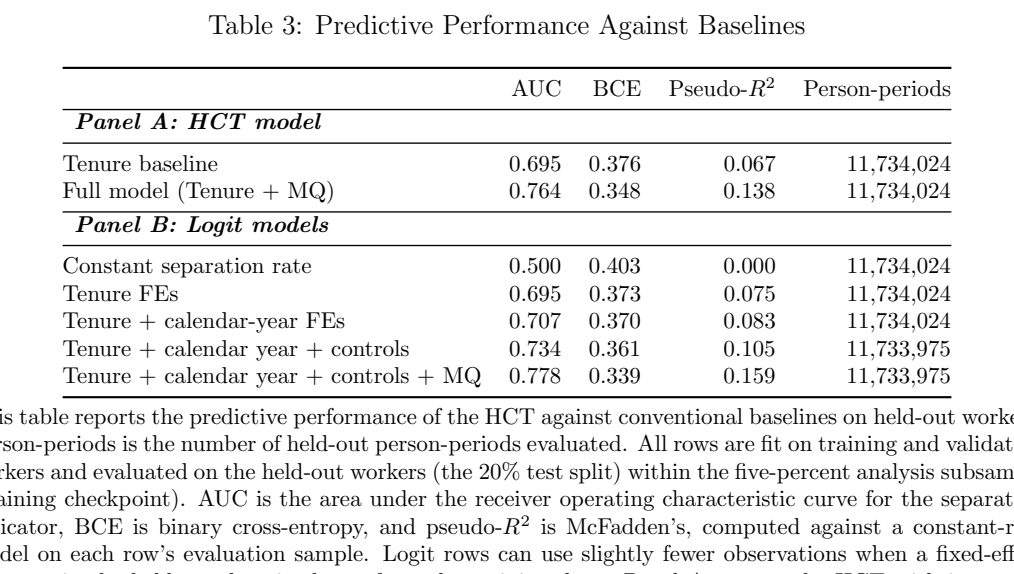 Table 3: Predictive Performance Against Baselines
AUC BCE Pseudo-R² Person-periods
Panel A: HCT model
Tenure baseline 0.695 0.376 0.067 11,734,024
Full model (Tenure + MQ) 0.764 0.348 0.138 11,734,024
Panel B: Logit models
Constant separation rate 0.500 0.403 0.000 11,734,024
Tenure FEs 0.695 0.373 0.075 11,734,024
Tenure + calendar-year FEs 0.707 0.370 0.083 11,734,024
Tenure + calendar year + controls 0.734 0.361 0.105 11,733,975
Tenure + calendar year + controls + MQ 0.778 0.339 0.159 11,733,975
is table reports the predictive performance of the HCT against conventional baselines on held-out worke
rson-periods is the number of held-out person-periods evaluated. All rows are fit on training and validat
rkers and evaluated on the held-out workers (the 20% test split) within the five-percent analysis subsam
aining checkpoint). AUC is the area under the receiver operating characteristic curve for the separat
icator, BCE is binary cross-entropy, and pseudo-R² is McFadden's, computed against a constant-r
del on each row's evaluation sample. Logit rows can use slightly fewer observations when a fixed-eff